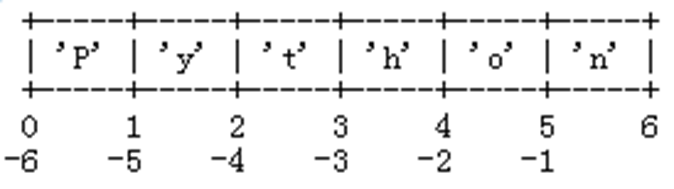 +-----+-----+-----+-----+-----+-----+
| 'P' | 'y' | 't' | 'h' | 'o' | 'n' |
+-----+-----+-----+-----+-----+-----+
0 1 2 3 4 5 6
-6 -5 -4 -3 -2 -1